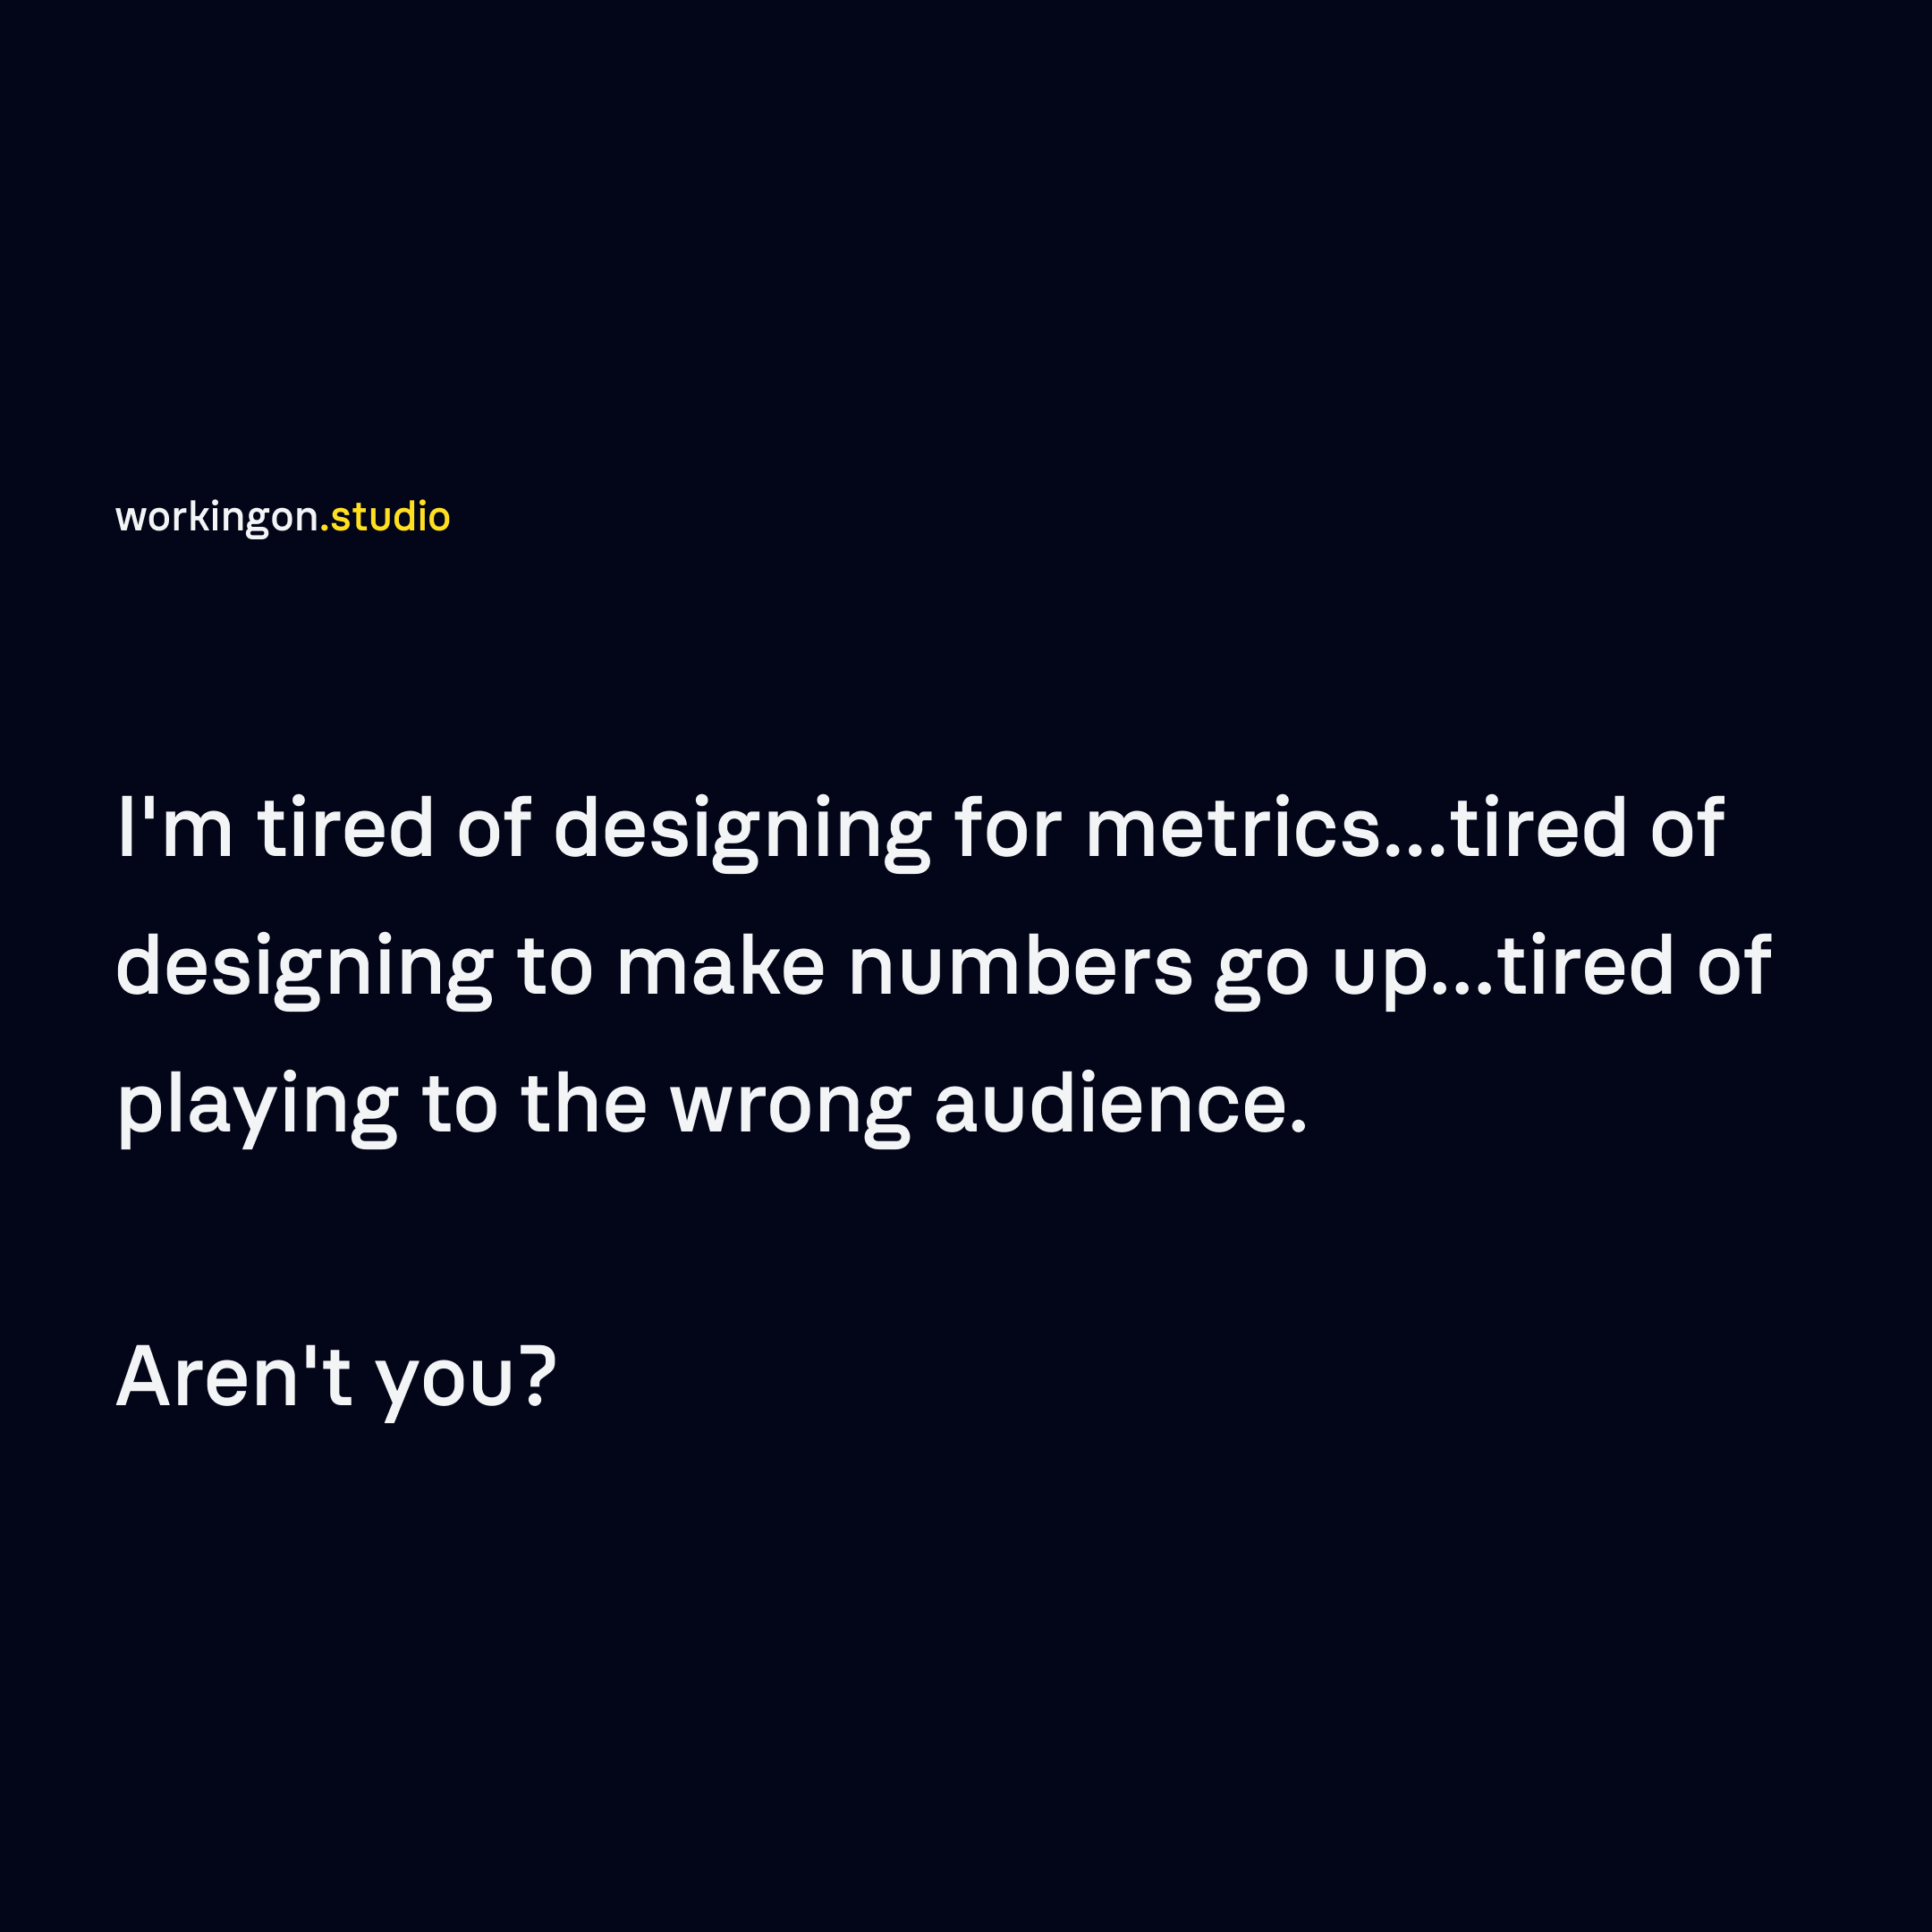 workingon.studio
I'm tired of designing for metrics...tired of
designing to make numbers go up...tired of
playing to the wrong audience.
Aren't you?